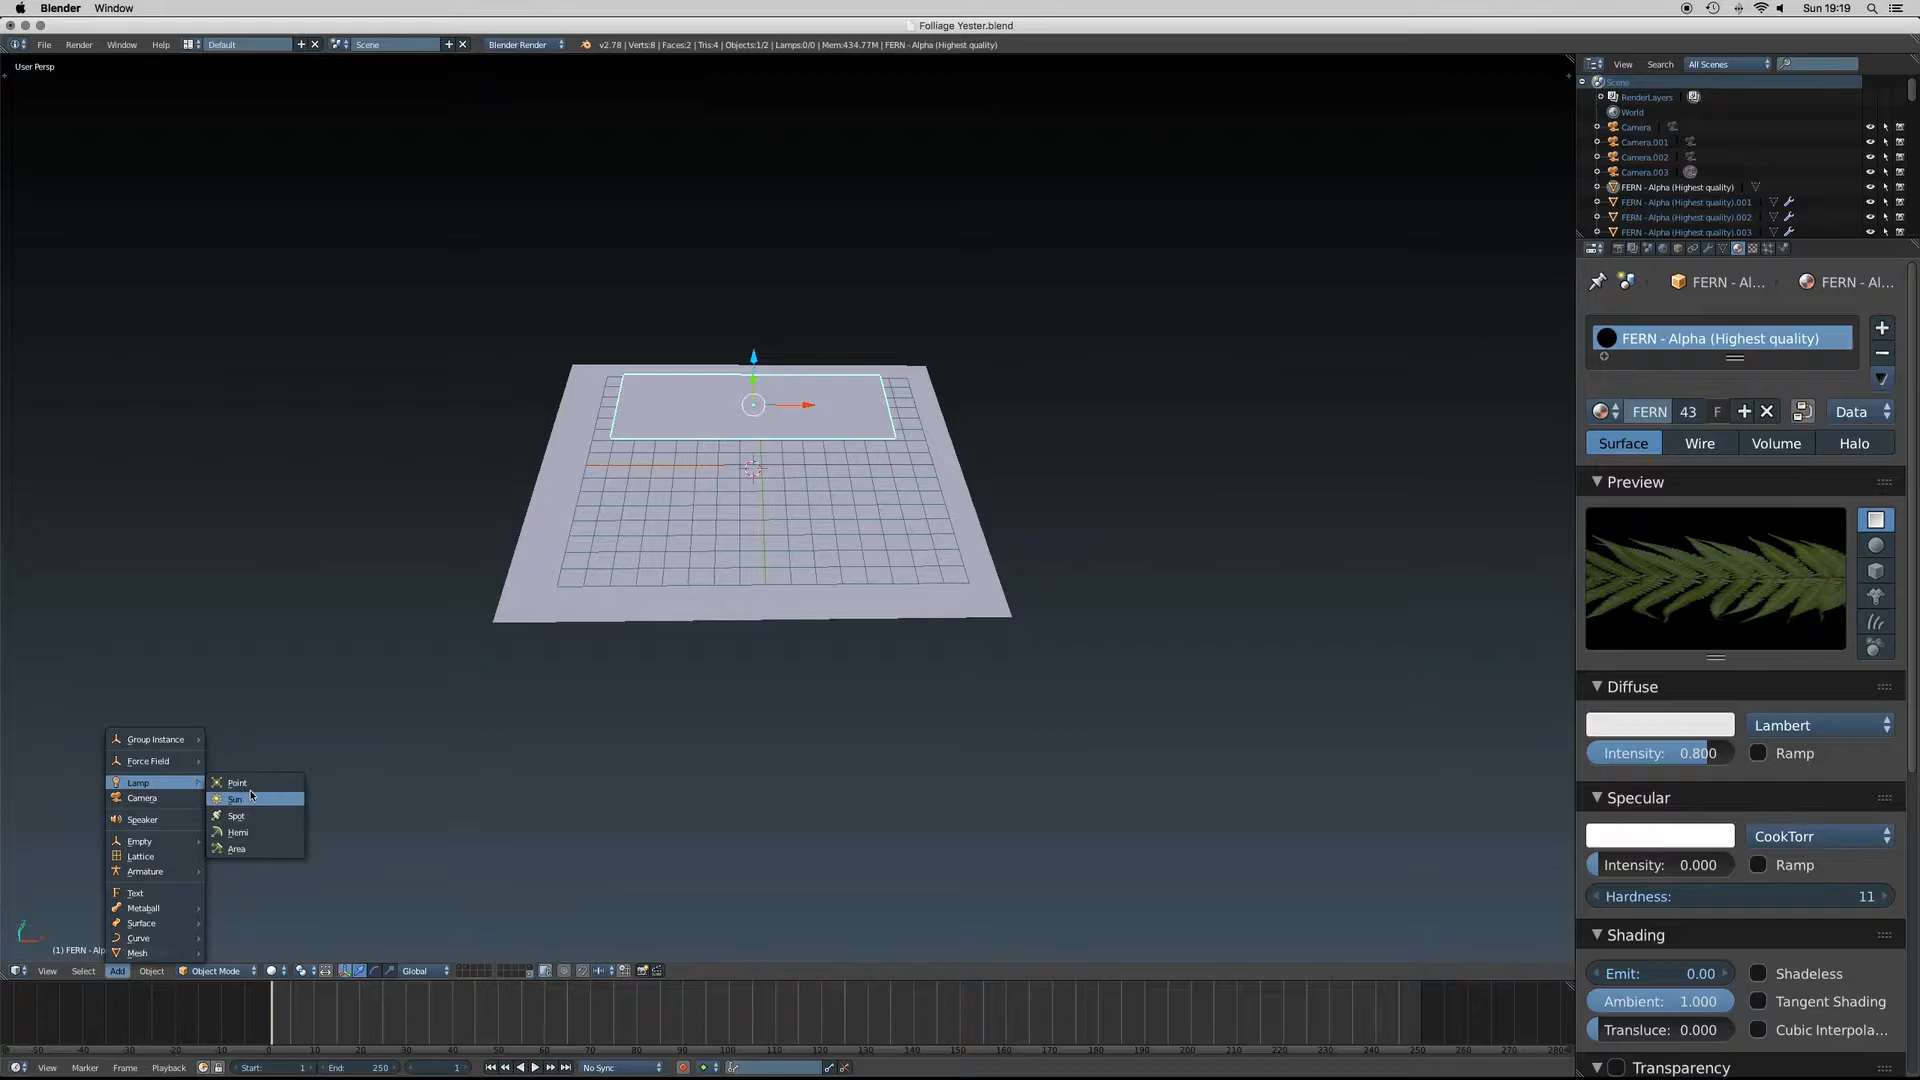 Blender Window
Sun 19:19
Folliage Yester.blend
File Render Window Help Default Scene Blender Render v2.78 | Verts:8 | Faces:2 | Tris:4 | Objects:1/2 | Lamps:0/0 | Mem:434.77M | FERN - Alpha (Highest quality)
View Search All Scenes
User Persp
Scene
RenderLayers
World
Camera
Camera.001
Camera.002
Camera.003
FERN - Alpha (Highest quality)
FERN - Alpha (Highest quality).001
FERN - Alpha (Highest quality).002
FERN - Alpha (Highest quality).003
FERN - Al... FERN - Al...
FERN - Alpha (Highest quality)
FERN 43 F Data
Surface Wire Volume Halo
Preview
Diffuse
Lambert
Intensity: 0.800 Ramp
Specular
CookTorr
Intensity: 0.000 Ramp
Hardness: 11
Shading
Emit: 0.00 Shadeless
Ambient: 1.000 Tangent Shading
Transluce: 0.000 Cubic Interpola...
Transparency
Group Instance
Force Field
Lamp
Camera
Speaker
Empty
Lattice
Armature
Text
Metaball
Surface
Curve
Mesh
Point
Sun
Spot
Hemi
Area
(1) FERN - Alp
View Select Add Object Object Mode Global
-50 -40 -30 -20 -10 0 10 20 30 40 50 60 70 80 90 100 110 120 130 140 150 160 170 180 190 200 210 220 230 240 250 260 270 280
View Marker Frame Playback Start: 1 End: 250 1 No Sync